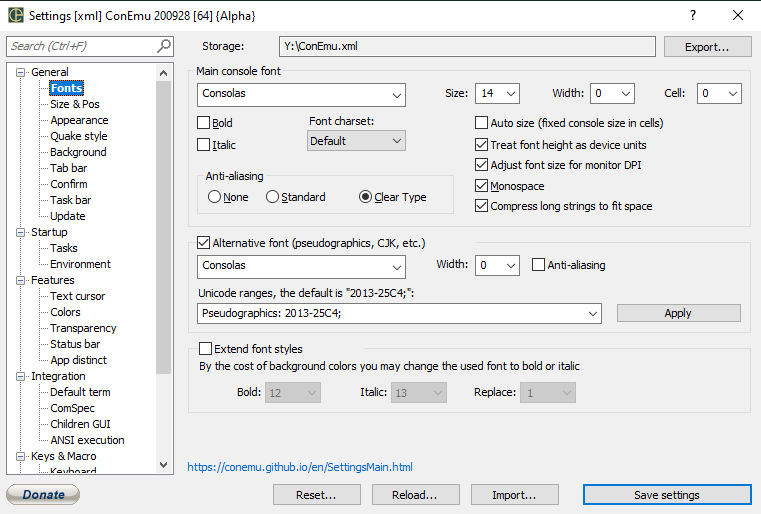 Settings [xml] ConEmu 200928 [64] {Alpha}
Search (Ctrl+F)
Storage: Y:\ConEmu.xml Export...
General
Fonts
Size & Pos
Appearance
Quake style
Background
Tab bar
Confirm
Task bar
Update
Startup
Tasks
Environment
Features
Text cursor
Colors
Transparency
Status bar
App distinct
Integration
Default term
ComSpec
Children GUI
ANSI execution
Keys & Macro
Keyboard
Main console font
Consolas Size: 14 Width: 0 Cell: 0
Bold Font charset: Auto size (fixed console size in cells)
Italic Default Treat font height as device units
Adjust font size for monitor DPI
Anti-aliasing Monospace
None Standard Clear Type Compress long strings to fit space
Alternative font (pseudographics, CJK, etc.)
Consolas Width: 0 Anti-aliasing
Unicode ranges, the default is "2013-25C4;":
Pseudographics: 2013-25C4; Apply
Extend font styles
By the cost of background colors you may change the used font to bold or italic
Bold: 12 Italic: 13 Replace: 1
https://conemu.github.io/en/SettingsMain.html
Donate Reset... Reload... Import... Save settings